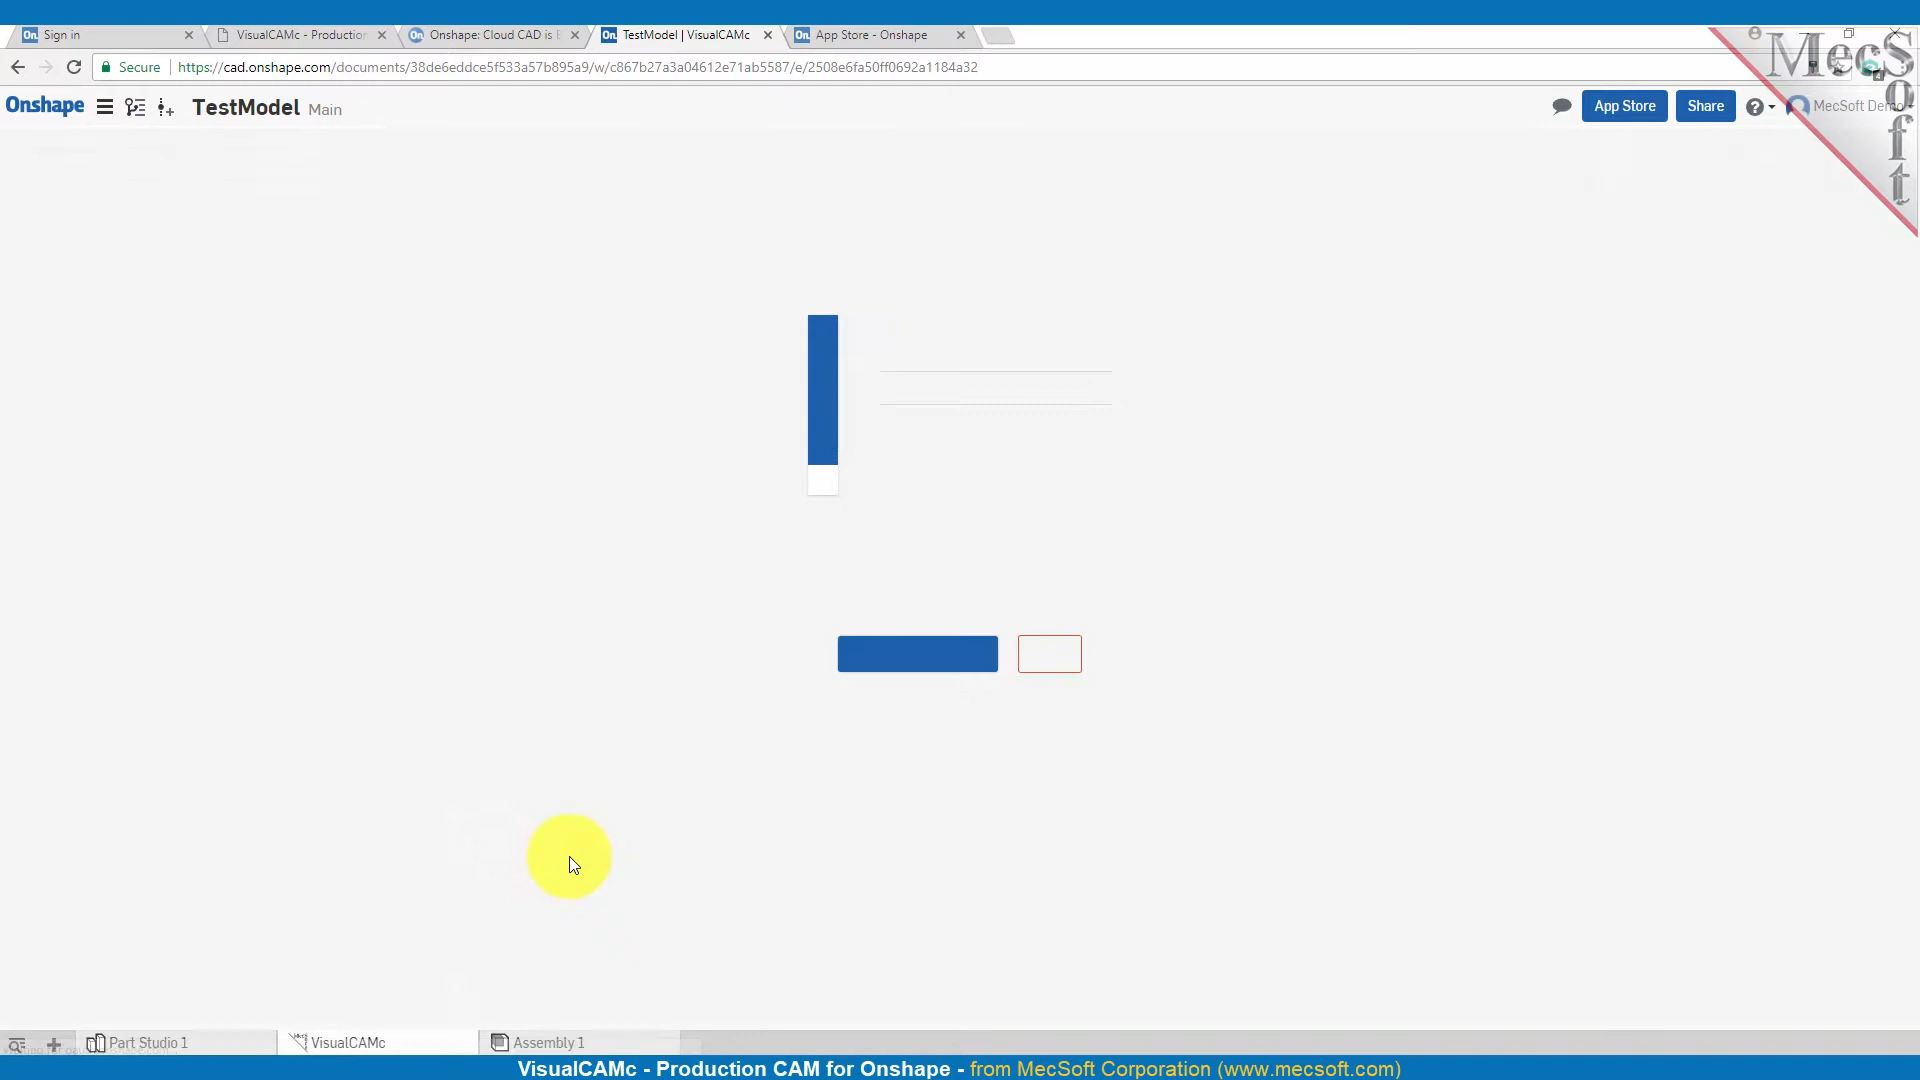 Sign in
VisualCAMc - Production
Onshape: Cloud CAD is
TestModel | VisualCAMc
App Store - Onshape
Secure
https://cad.onshape.com/documents/38de6eddce5f533a57b895a9/w/c867b27a3a04612e71ab5587/e/2508e6fa50ff0692a1184a32
Onshape
TestModel Main
App Store
Share
MecSoft Demo
MecSoft
Part Studio 1
VisualCAMc
Assembly 1
VisualCAMc - Production CAM for Onshape - from MecSoft Corporation (www.mecsoft.com)